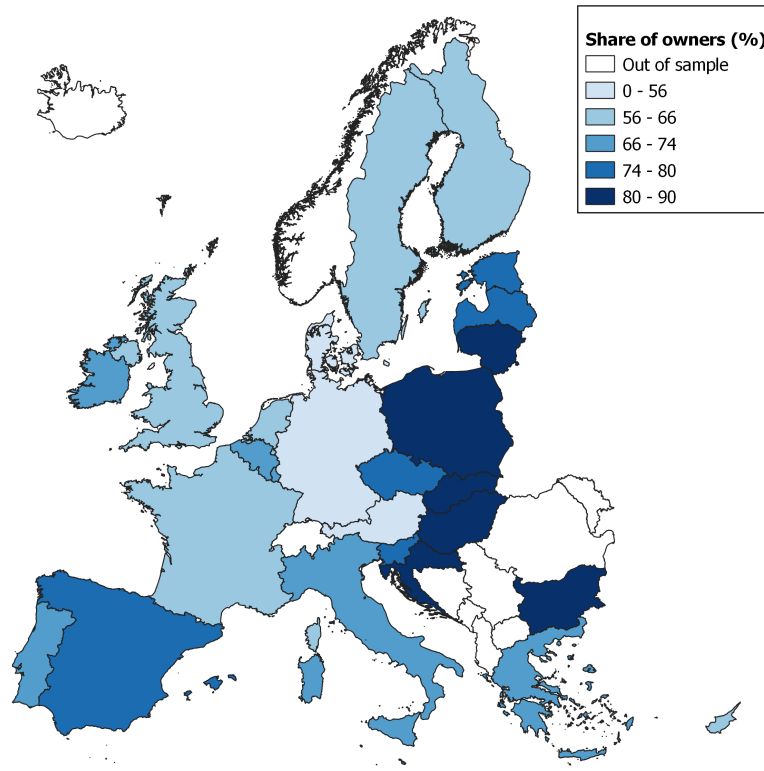 Share of owners (%)
Out of sample
0 - 56
56 - 66
66 - 74
74 - 80
80 - 90